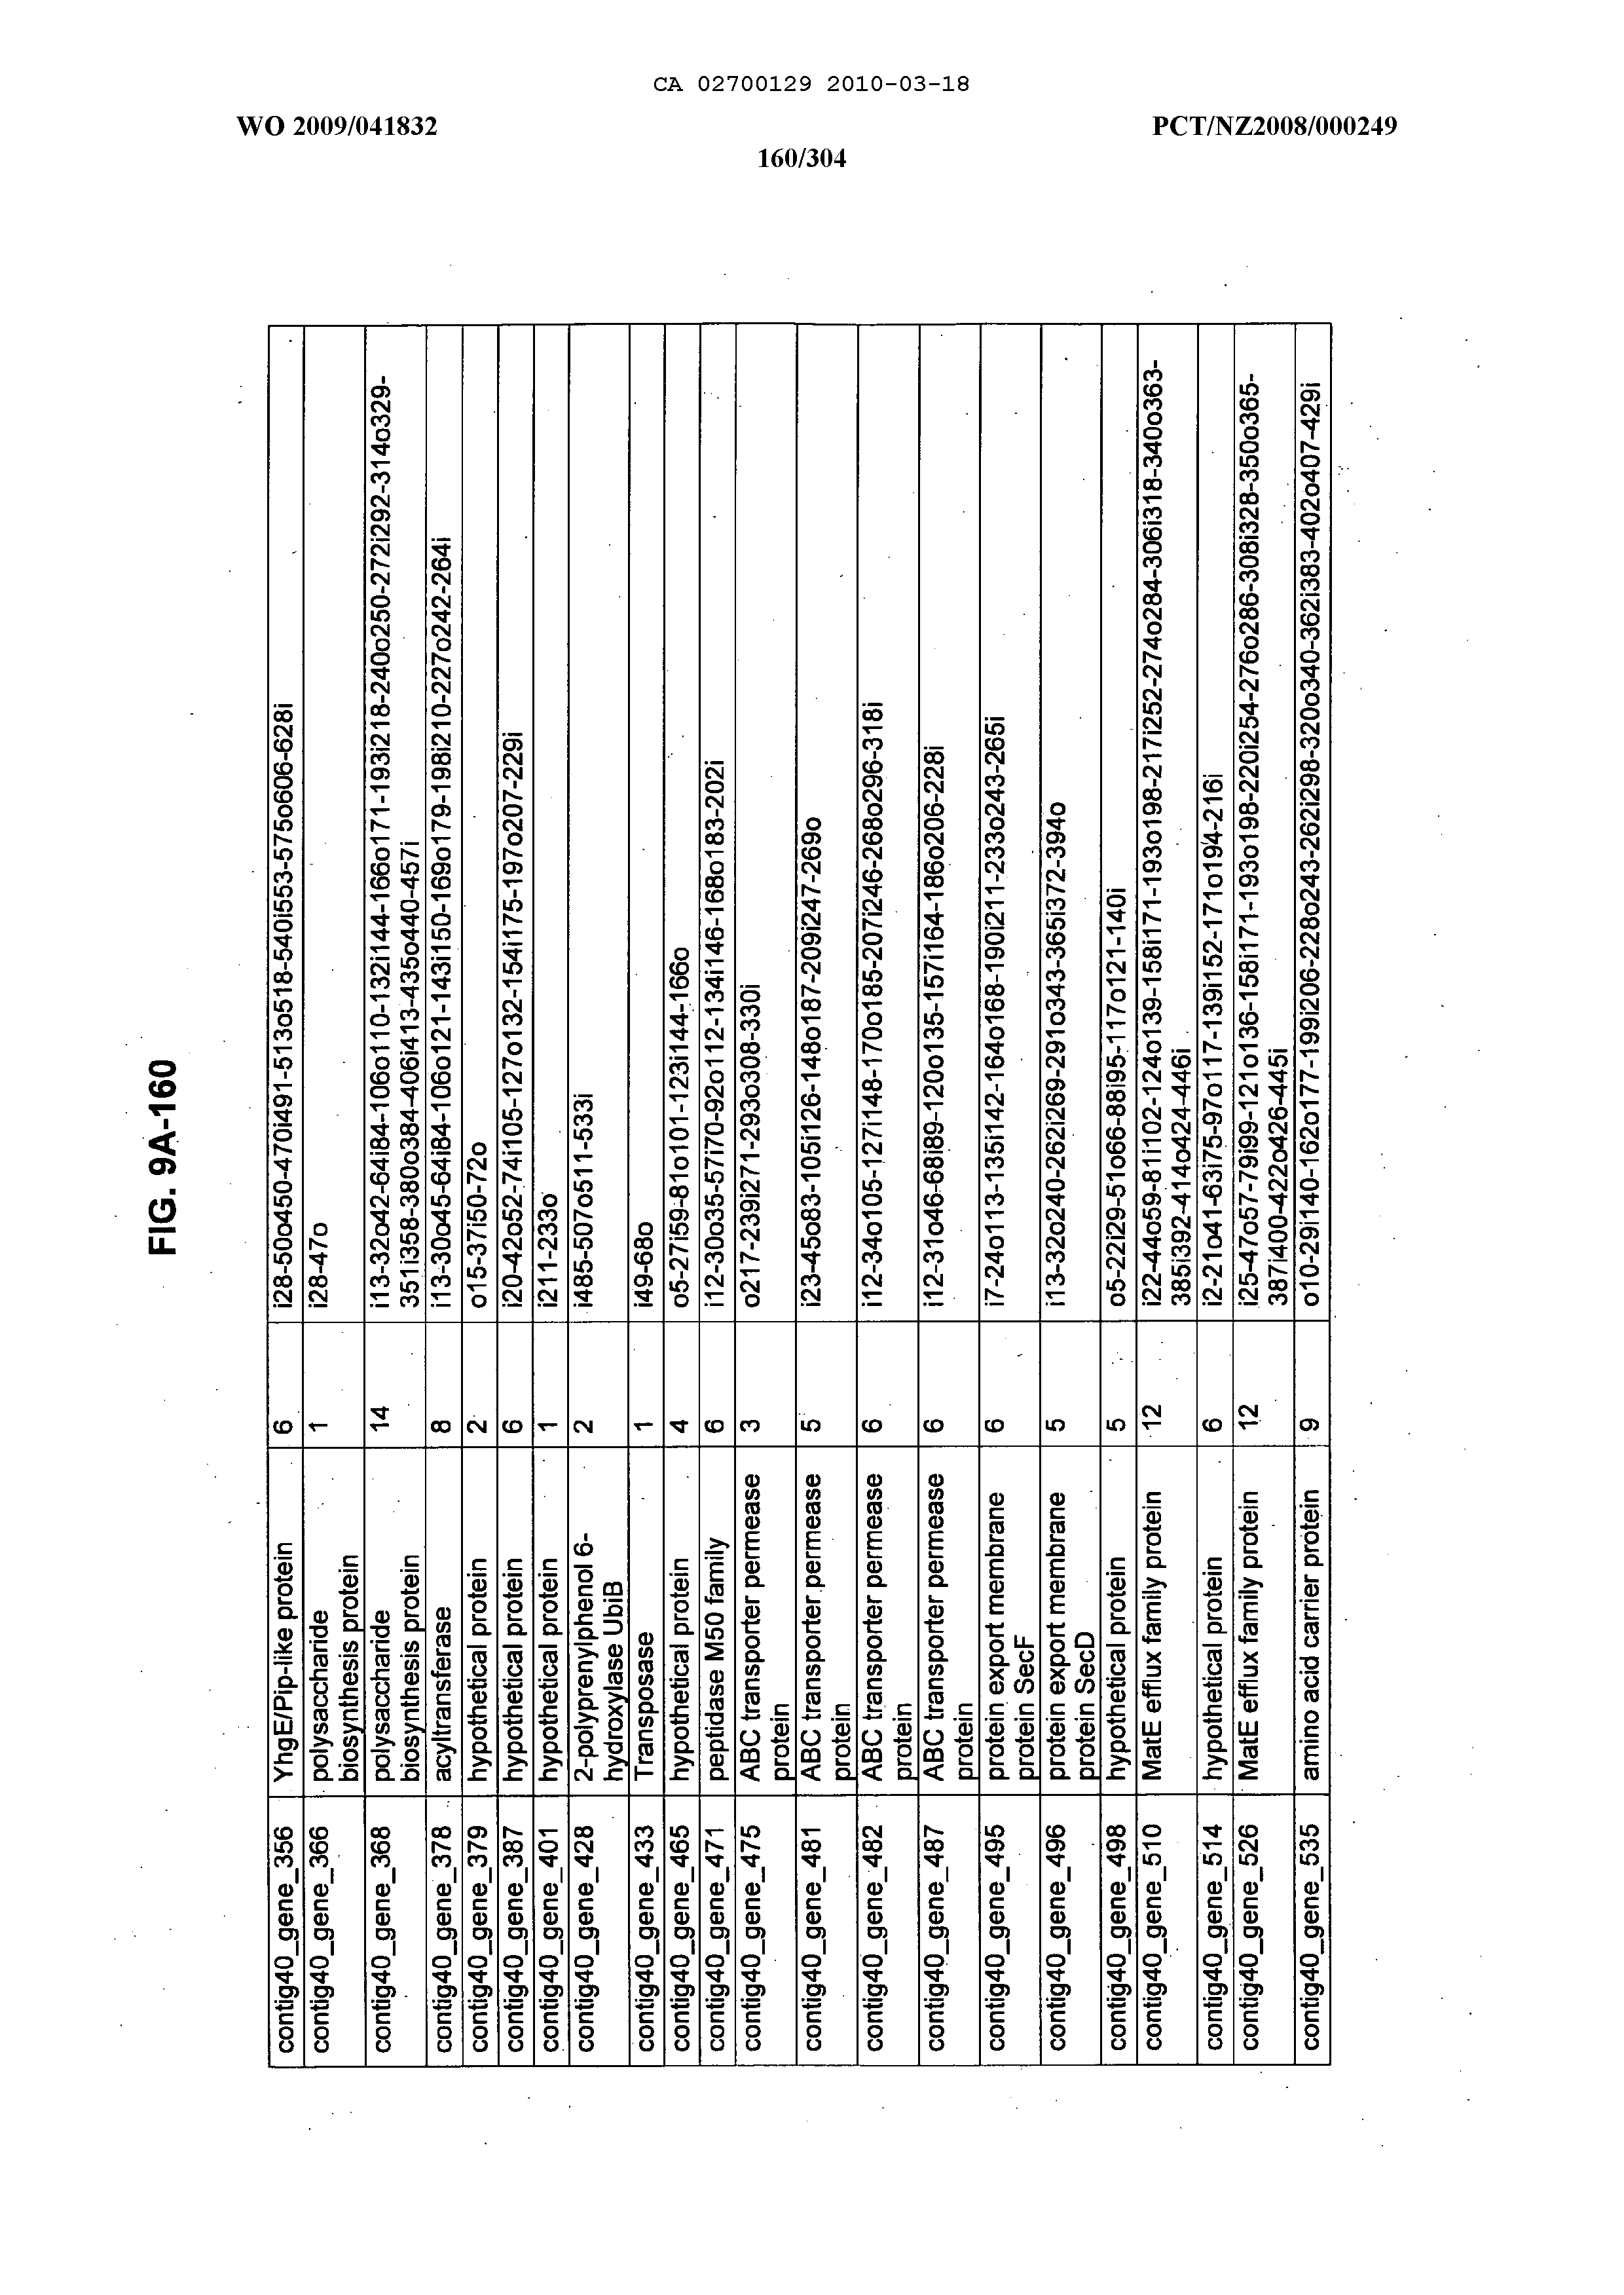 CA 02700129 2010-03-18
WO 2009/041832 PCT/NZ2008/000249
160/304
FIG. 9A-160
contig40_gene_356 YhgE/Pip-like protein 6 i28-50o450-470i491-513o518-540i553-575o606-628i
contig40_gene_366 polysaccharide 1 i28-47o
biosynthesis protein
contig40_gene_368 polysaccharide 14 i13-32o42-64i84-106o110-132i144-166o171-193i218-240o250-272i292-314o329-
biosynthesis protein 351i358-380o384-406i413-435o440-457i
contig40_gene_378 acyltransferase 8 i13-30o45-64i84-106o121-143i150-169o179-198i210-227o242-264i
contig40_gene_379 hypothetical protein 2 o15-37i50-72o
contig40_gene_387 hypothetical protein 6 i20-42o52-74i105-127o132-154i175-197o207-229i
contig40_gene_401 hypothetical protein 1 i211-233o
contig40_gene_428 2-polyprenylphenol 6- 2 i485-507o511-533i
hydroxylase UbiB
contig40_gene_433 Transposase 1 i49-68o
contig40_gene_465 hypothetical protein 4 o5-27i59-81o101-123i144-166o
contig40_gene_471 peptidase M50 family 6 i12-30o35-57i70-92o112-134i146-168o183-202i
contig40_gene_475 ABC transporter permease 3 o217-239i271-293o308-330i
protein
contig40_gene_481 ABC transporter permease 5 i23-45o83-105i126-148o187-209i247-269o
protein
contig40_gene_482 ABC transporter permease 6 i12-34o105-127i148-170o185-207i246-268o296-318i
protein
contig40_gene_487 ABC transporter permease 6 i12-31o46-68i89-120o135-157i164-186o206-228i
protein
contig40_gene_495 protein export membrane 6 i7-24o113-135i142-164o168-190i211-233o243-265i
protein SecF
contig40_gene_496 protein export membrane 5 i13-32o240-262i269-291o343-365i372-394o
protein SecD
contig40_gene_498 hypothetical protein 5 o5-22i29-51o66-88i95-117o121-140i
contig40_gene_510 MatE efflux family protein 12 i22-44o59-81i102-124o139-158i171-193o198-217i252-274o284-306i318-340o363-
385i392-414o424-446i
contig40_gene_514 hypothetical protein 6 i2-21o41-63i75-97o117-139i152-171o194-216i
contig40_gene_526 MatE efflux family protein 12 i25-47o57-79i99-121o136-158i171-193o198-220i254-276o286-308i328-350o365-
387i400-422o426-445i
contig40_gene_535 amino acid carrier protein 9 o10-29i140-162o177-199i206-228o243-262i298-320o340-362i383-402o407-429i